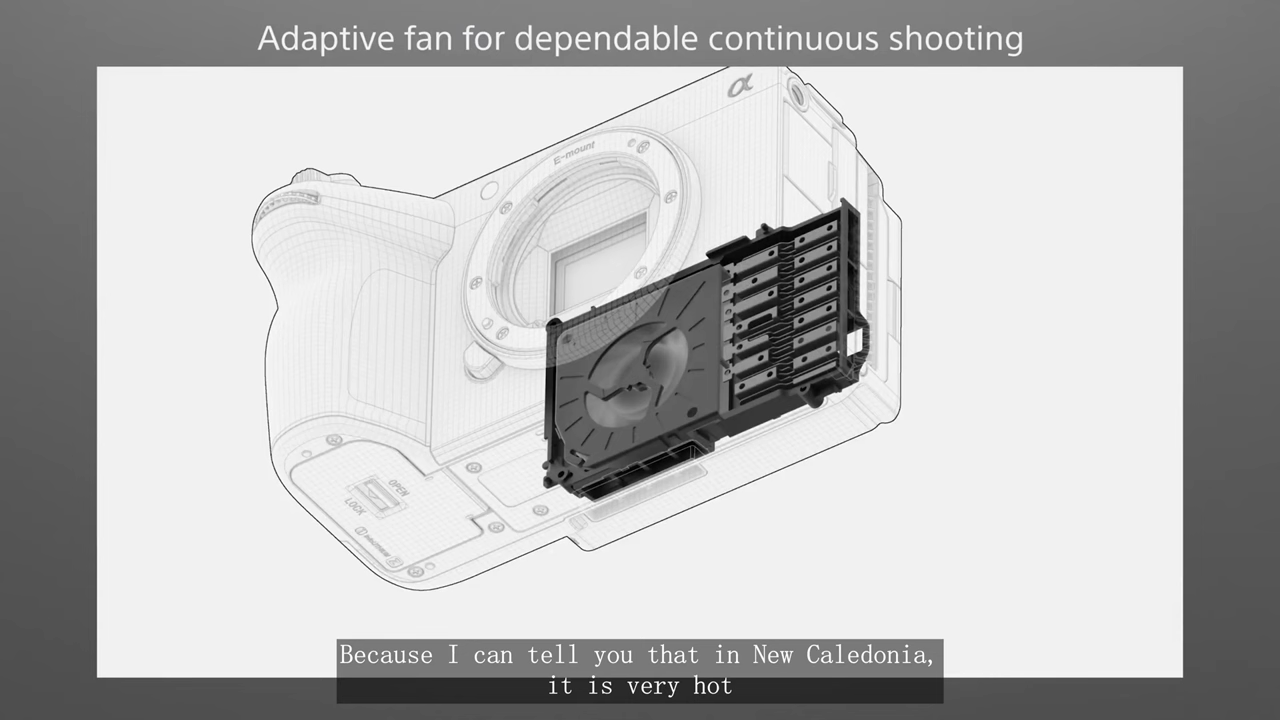 Adaptive fan for dependable continuous shooting
α
E-mount
OPEN
LOCK
Because I can tell you that in New Caledonia,
it is very hot